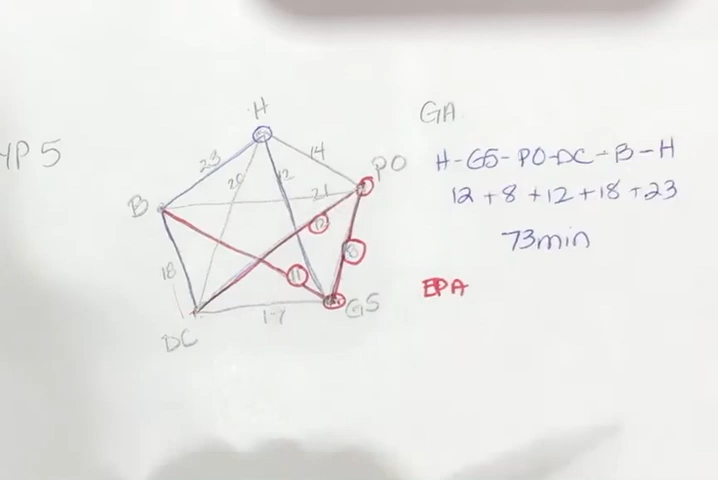 YP 5
GA
H
23
20
12
14
PO
H-GS-PO-DC-B-H
21
B
12 + 8 + 12 + 18 + 23
12
8
73min
18
11
EPA
GS
17
DC